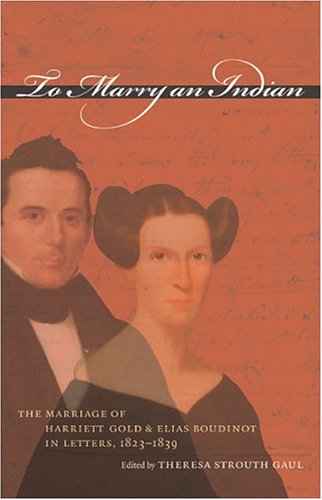 To Marry an Indian
THE MARRIAGE OF
HARRIETT GOLD & ELIAS BOUDINOT
IN LETTERS, 1823–1839
Edited by THERESA STROUTH GAUL